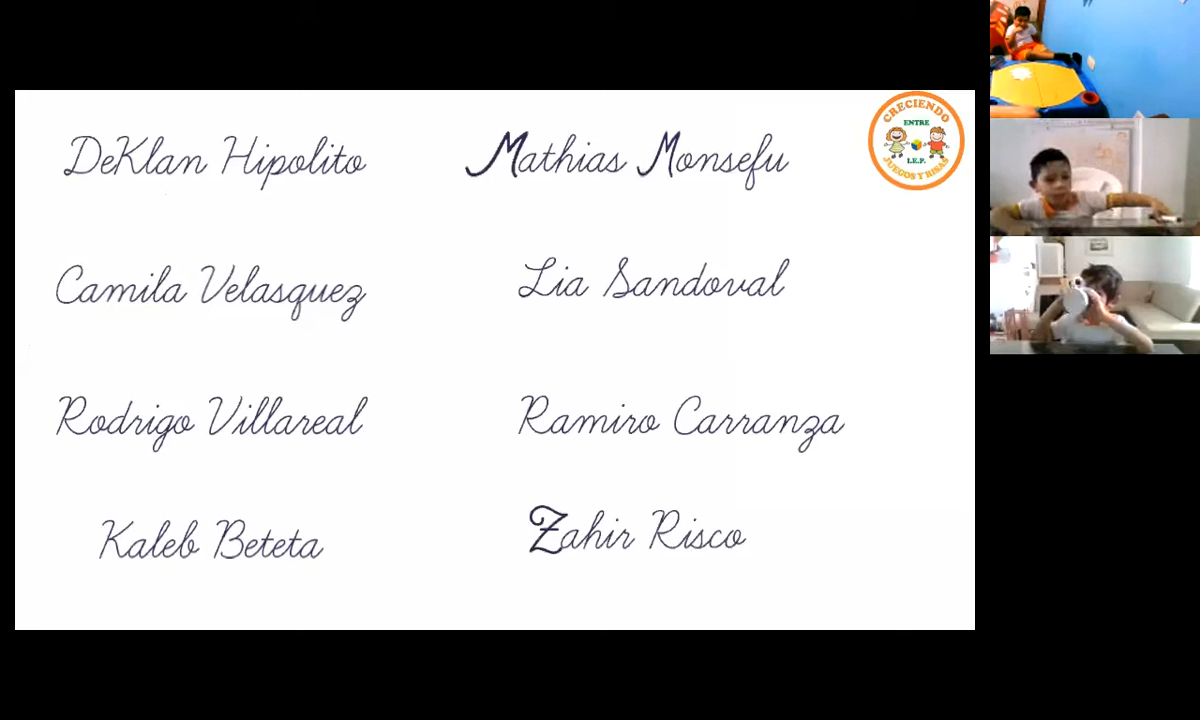 DeKlan Hipolito
Mathias Monsefu
CRECIENDO
ENTRE
I.E.P.
JUEGOS Y RISAS
Camila Velasquez
Lia Sandoval
Rodrigo Villareal
Ramiro Carranza
Kaleb Beteta
Zahir Risco